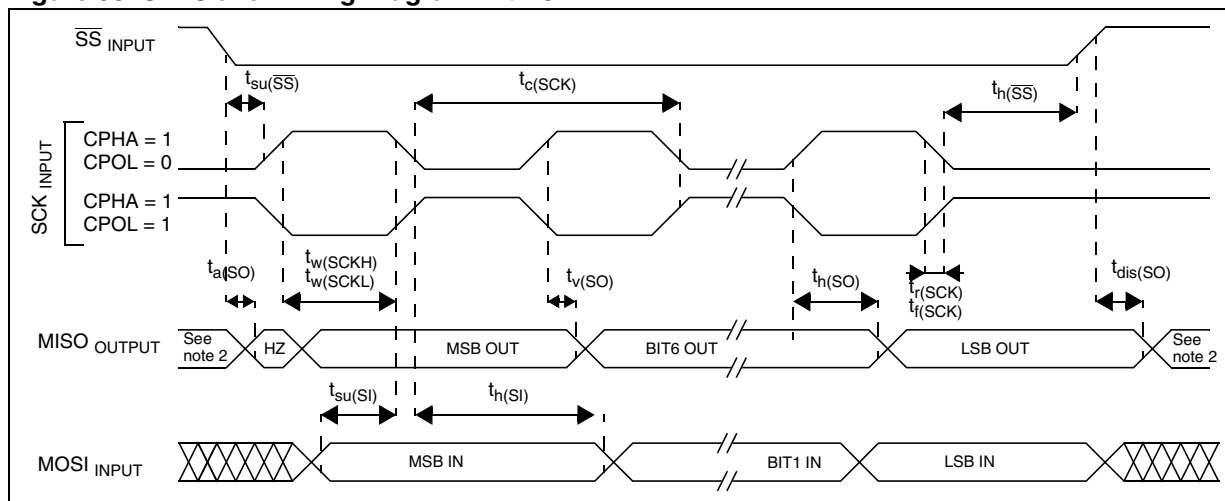 SS INPUT
tsu(SS)
tc(SCK)
th(SS)
SCK INPUT
CPHA = 1
CPOL = 0
CPHA = 1
CPOL = 1
ta(SO)
tw(SCKH)
tw(SCKL)
tv(SO)
th(SO)
tr(SCK)
tf(SCK)
tdis(SO)
MISO OUTPUT
See note 2
HZ
MSB OUT
BIT6 OUT
LSB OUT
See note 2
tsu(SI)
th(SI)
MOSI INPUT
MSB IN
BIT1 IN
LSB IN